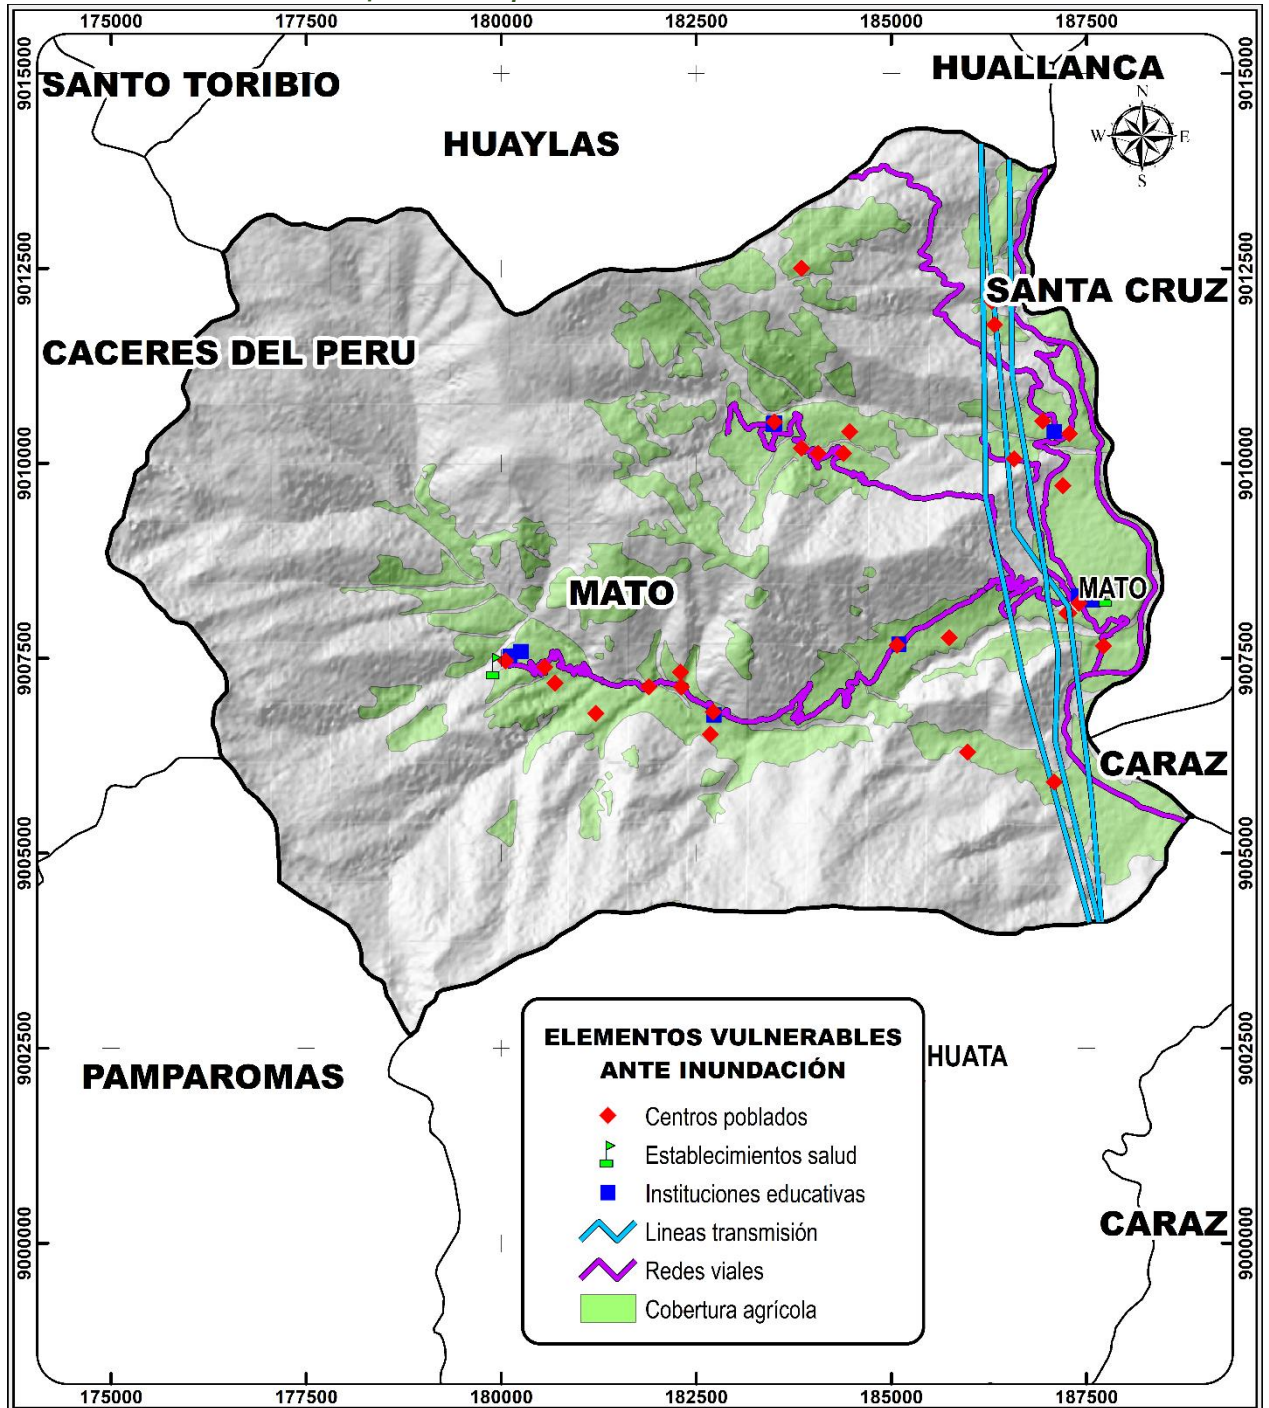 175000 177500 180000 182500 185000 187500
9015000
9015000
SANTO TORIBIO
HUALLANCA
N
W E
S
HUAYLAS
9012500
9012500
SANTA CRUZ
CACERES DEL PERU
9010000
9010000
MATO
MATO
9007500
9007500
CARAZ
9005000
9005000
ELEMENTOS VULNERABLES
ANTE INUNDACIÓN
Centros poblados
Establecimientos salud
Instituciones educativas
Lineas transmisión
Redes viales
Cobertura agrícola
HUATA
9002500
9002500
PAMPAROMAS
CARAZ
9000000
9000000
175000 177500 180000 182500 185000 187500